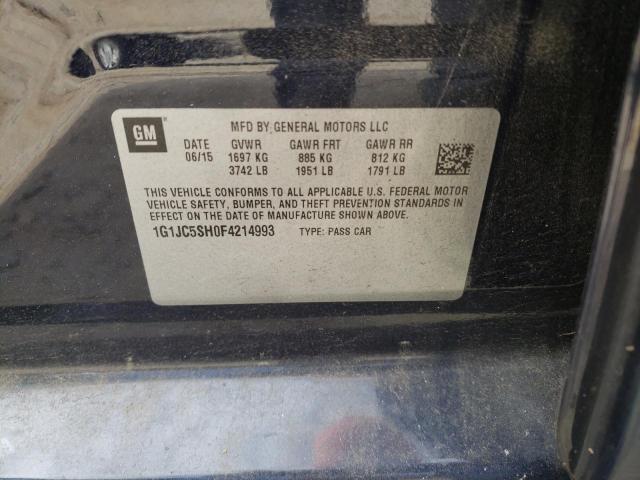 GM ®
MFD BY GENERAL MOTORS LLC
DATE GVWR GAWR FRT GAWR RR
06/15 1697 KG 885 KG 812 KG
3742 LB 1951 LB 1791 LB
THIS VEHICLE CONFORMS TO ALL APPLICABLE U.S. FEDERAL MOTOR
VEHICLE SAFETY, BUMPER, AND THEFT PREVENTION STANDARDS IN
EFFECT ON THE DATE OF MANUFACTURE SHOWN ABOVE.
1G1JC5SH0F4214993 TYPE: PASS CAR